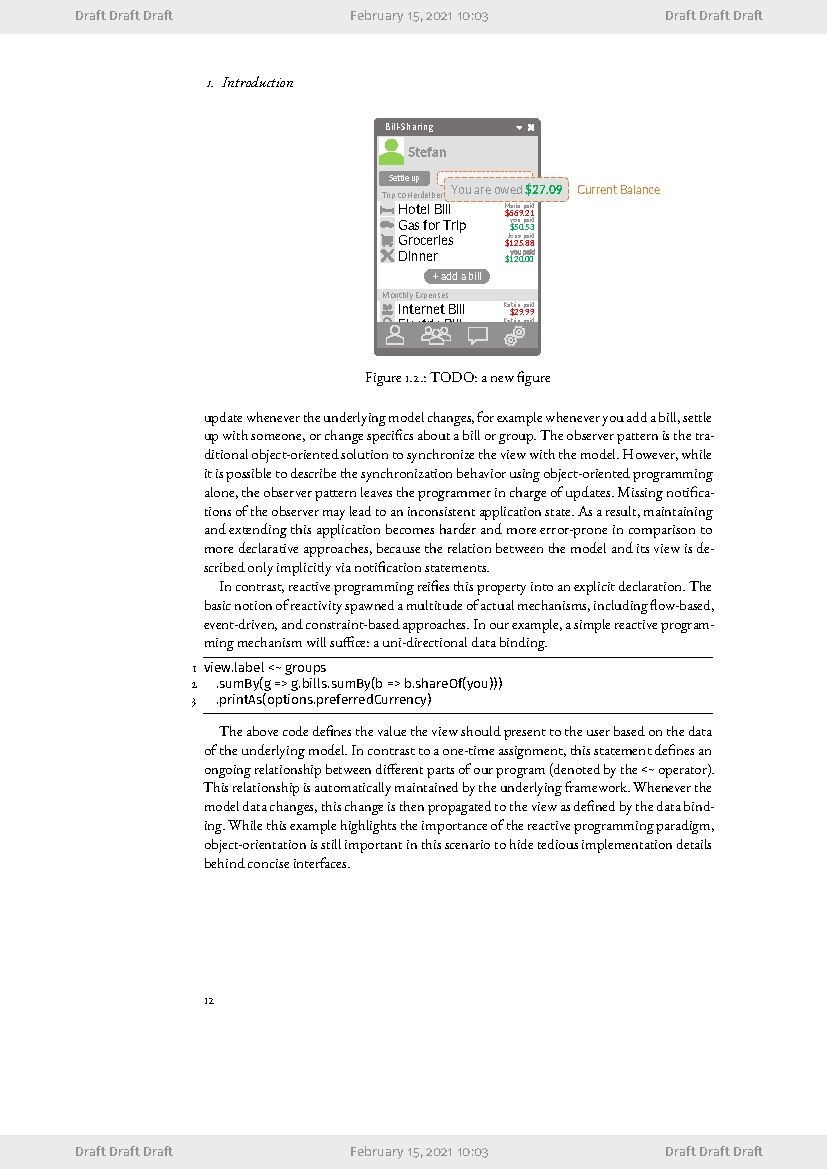 Draft Draft Draft February 15, 2021 10:03 Draft Draft Draft
1. Introduction
Bill-Sharing
Stefan
Settle up
You are owed $27.09 Current Balance
Trip to Heidelber
Maria paid
Hotel Bill $669.21
you paid
Gas for Trip $50.53
Groceries $125.88
you paid
Dinner $120.00
+ add a bill
Monthly Expenses
Internet Bill $29.99
Figure 1.2.: TODO: a new figure
update whenever the underlying model changes, for example whenever you add a bill, settle
up with someone, or change specifics about a bill or group. The observer pattern is the tra-
ditional object-oriented solution to synchronize the view with the model. However, while
it is possible to describe the synchronization behavior using object-oriented programming
alone, the observer pattern leaves the programmer in charge of updates. Missing notifica-
tions of the observer may lead to an inconsistent application state. As a result, maintaining
and extending this application becomes harder and more error-prone in comparison to
more declarative approaches, because the relation between the model and its view is de-
scribed only implicitly via notification statements.
In contrast, reactive programming reifies this property into an explicit declaration. The
basic notion of reactivity spawned a multitude of actual mechanisms, including flow-based,
event-driven, and constraint-based approaches. In our example, a simple reactive program-
ming mechanism will suffice: a uni-directional data binding.
1 view.label <~ groups
2 .sumBy(g => g.bills.sumBy(b => b.shareOf(you)))
3 .printAs(options.preferredCurrency)
The above code defines the value the view should present to the user based on the data
of the underlying model. In contrast to a one-time assignment, this statement defines an
ongoing relationship between different parts of our program (denoted by the <~ operator).
This relationship is automatically maintained by the underlying framework. Whenever the
model data changes, this change is then propagated to the view as defined by the data bind-
ing. While this example highlights the importance of the reactive programming paradigm,
object-orientation is still important in this scenario to hide tedious implementation details
behind concise interfaces.
12
Draft Draft Draft February 15, 2021 10:03 Draft Draft Draft